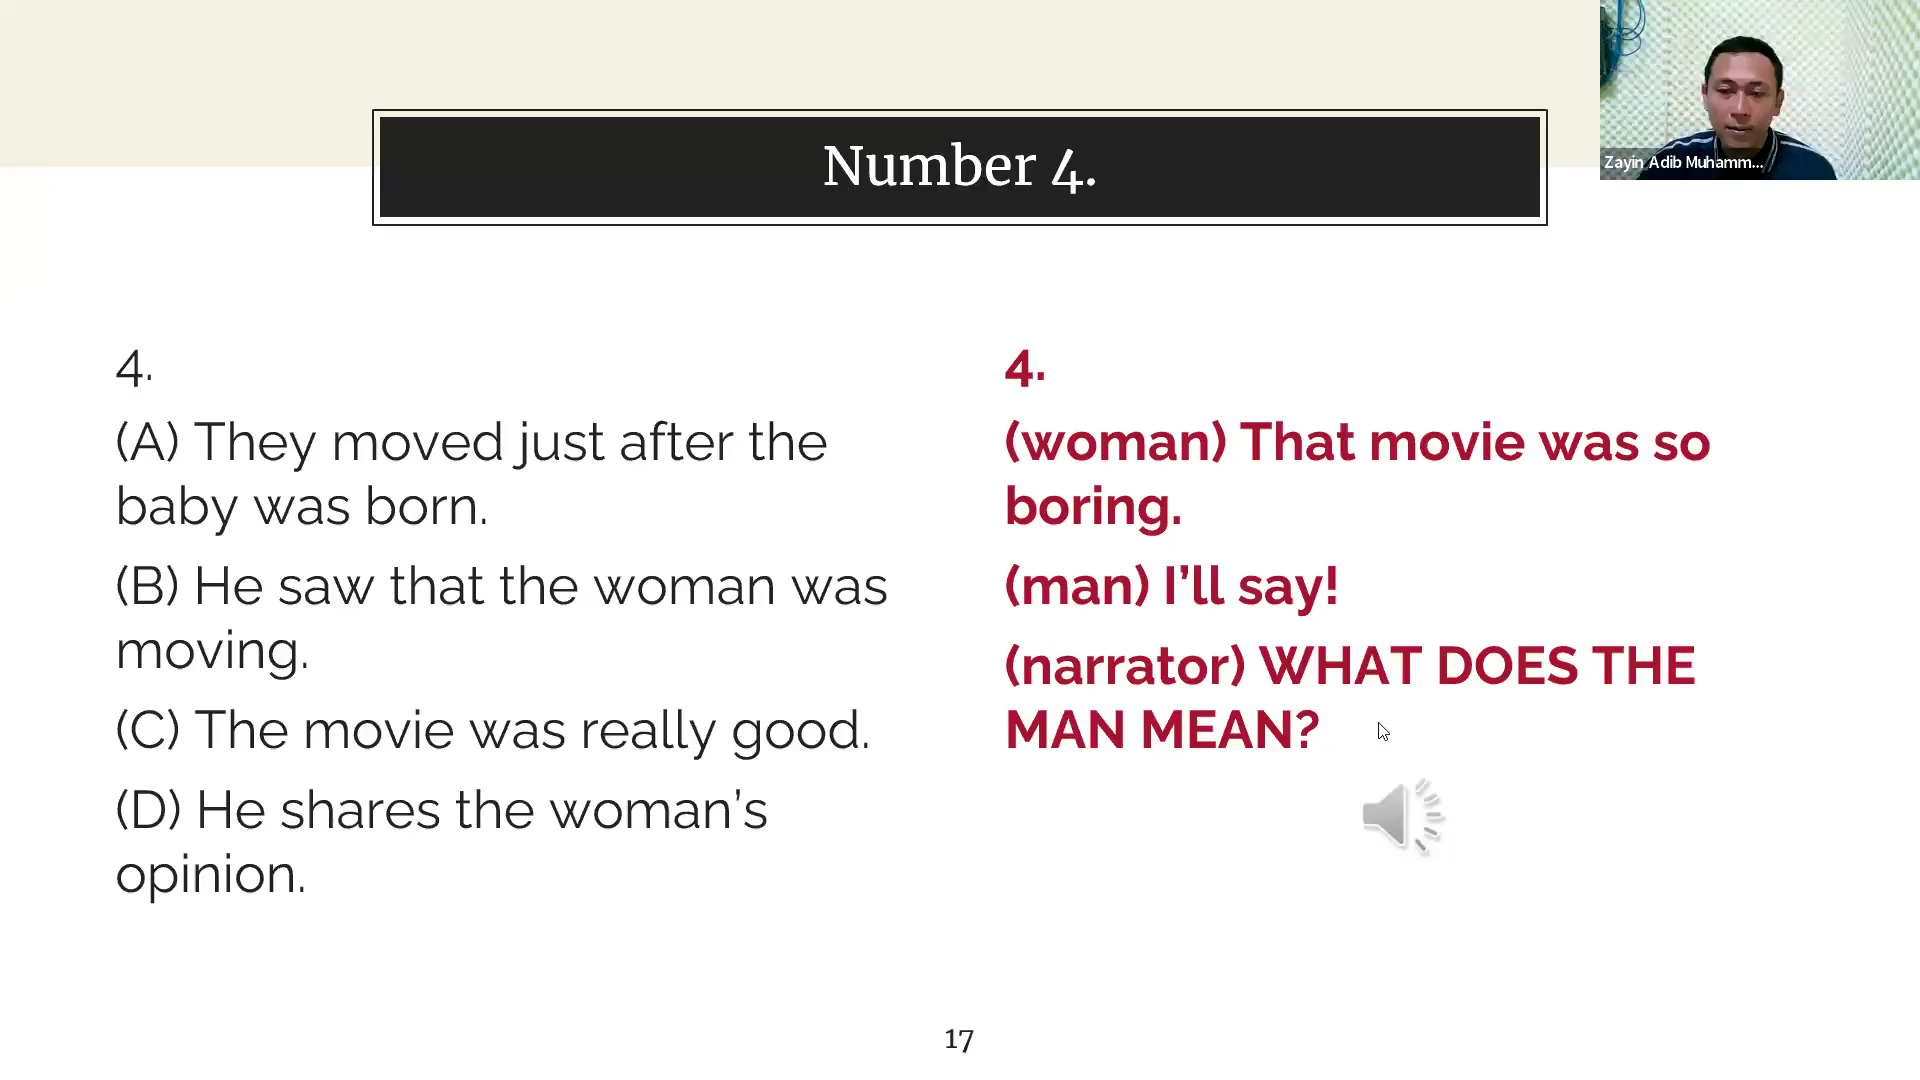 Number 4.
Zayin Adib Muhamm...
4.
(A) They moved just after the
baby was born.
(B) He saw that the woman was
moving.
(C) The movie was really good.
(D) He shares the woman's
opinion.
4.
(woman) That movie was so
boring.
(man) I'll say!
(narrator) WHAT DOES THE
MAN MEAN?
17